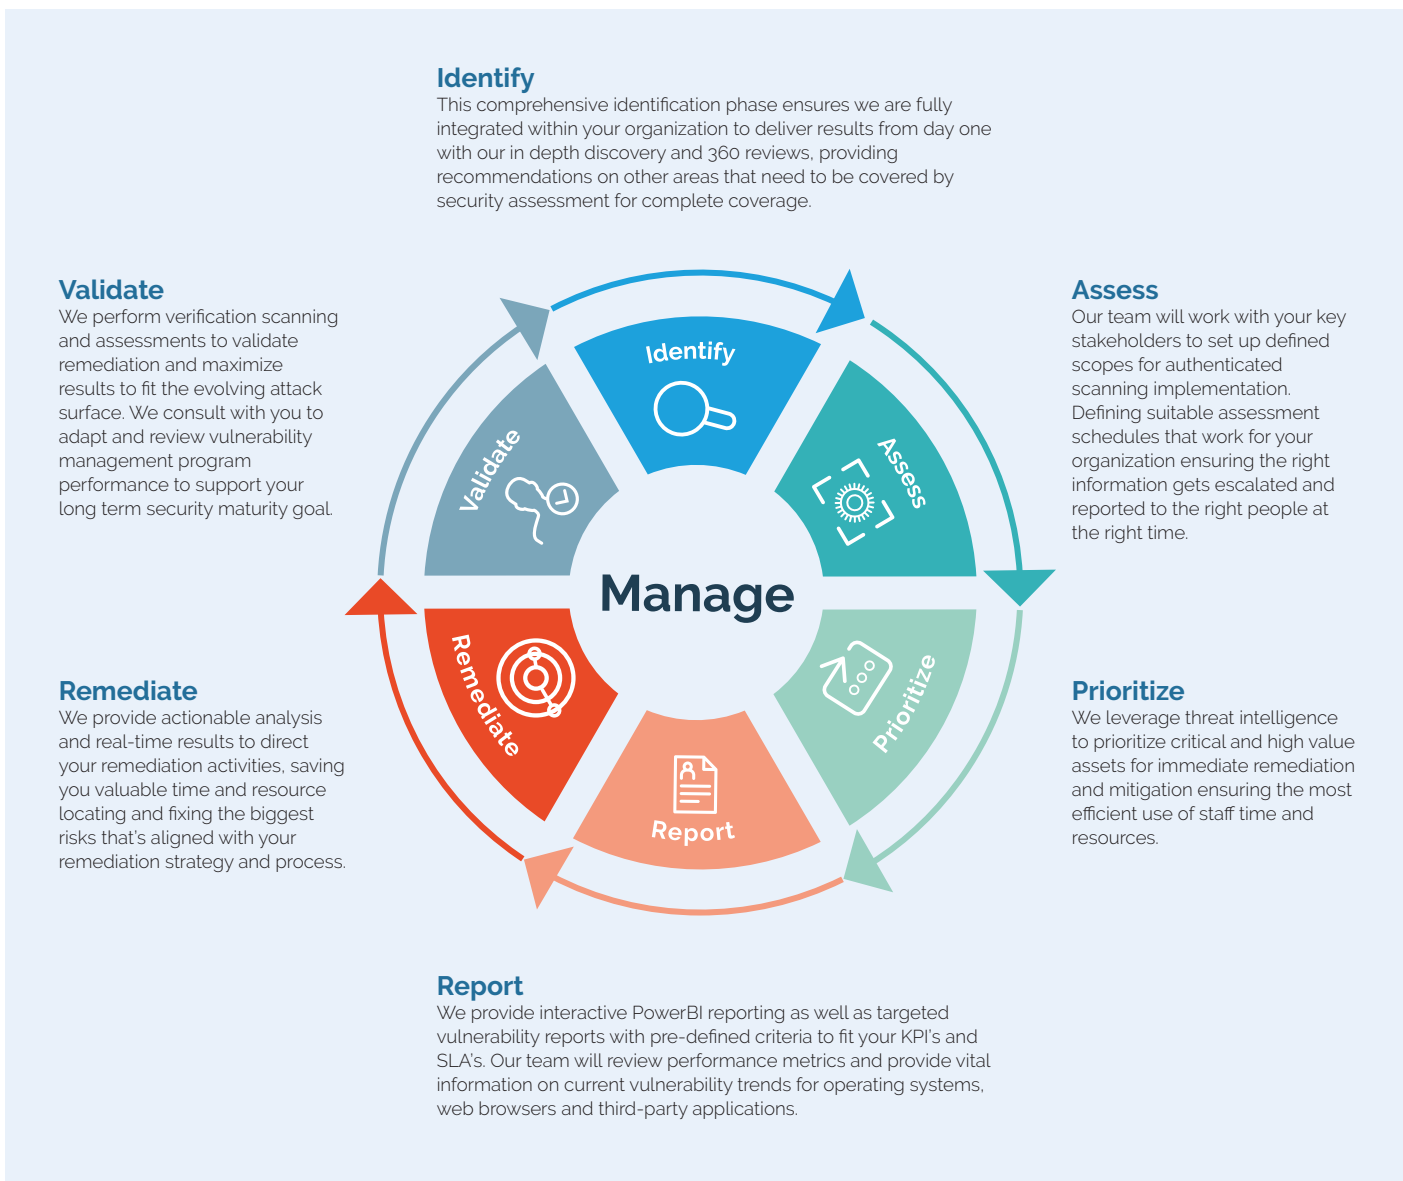 Identify
This comprehensive identification phase ensures we are fully
integrated within your organization to deliver results from day one
with our in depth discovery and 360 reviews, providing
recommendations on other areas that need to be covered by
security assessment for complete coverage.
Validate
We perform verification scanning
and assessments to validate
remediation and maximize
results to fit the evolving attack
surface. We consult with you to
adapt and review vulnerability
management program
performance to support your
long term security maturity goal.
Assess
Our team will work with your key
stakeholders to set up defined
scopes for authenticated
scanning implementation.
Defining suitable assessment
schedules that work for your
organization ensuring the right
information gets escalated and
reported to the right people at
the right time.
Identify
Assess
Prioritize
Report
Remediate
Validate
Manage
Remediate
We provide actionable analysis
and real-time results to direct
your remediation activities, saving
you valuable time and resource
locating and fixing the biggest
risks that's aligned with your
remediation strategy and process.
Prioritize
We leverage threat intelligence
to prioritize critical and high value
assets for immediate remediation
and mitigation ensuring the most
efficient use of staff time and
resources.
Report
We provide interactive PowerBI reporting as well as targeted
vulnerability reports with pre-defined criteria to fit your KPI's and
SLA's. Our team will review performance metrics and provide vital
information on current vulnerability trends for operating systems,
web browsers and third-party applications.